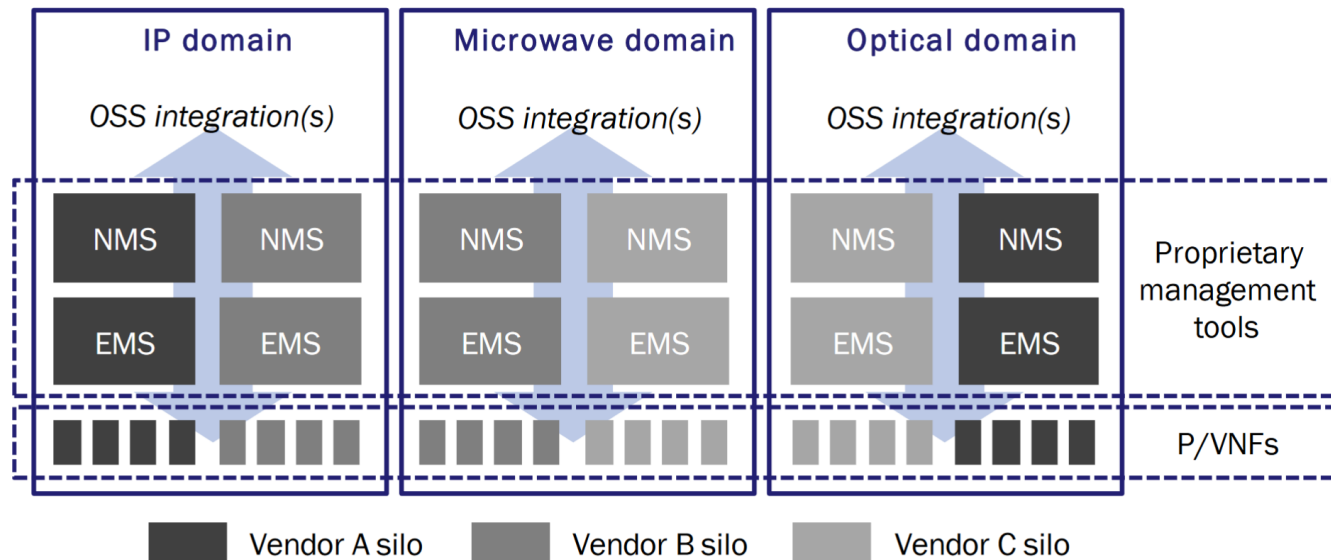 IP domain
Microwave domain
Optical domain
OSS integration(s)
OSS integration(s)
OSS integration(s)
NMS
NMS
NMS
NMS
NMS
NMS
Proprietary
management
tools
EMS
EMS
EMS
EMS
EMS
EMS
P/VNFs
Vendor A silo
Vendor B silo
Vendor C silo